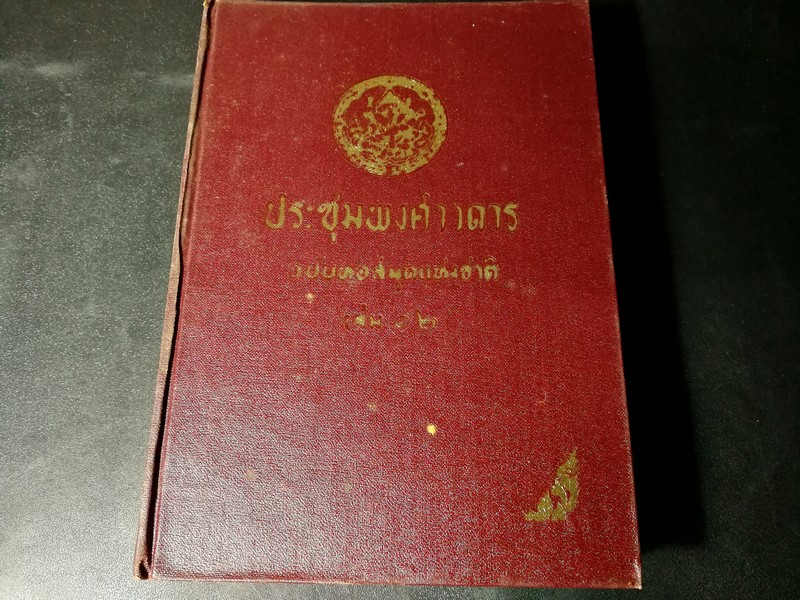 ประชุมพงศาวดาร
ฉบับหอสมุดแห่งชาติ
เล่ม ๑๒